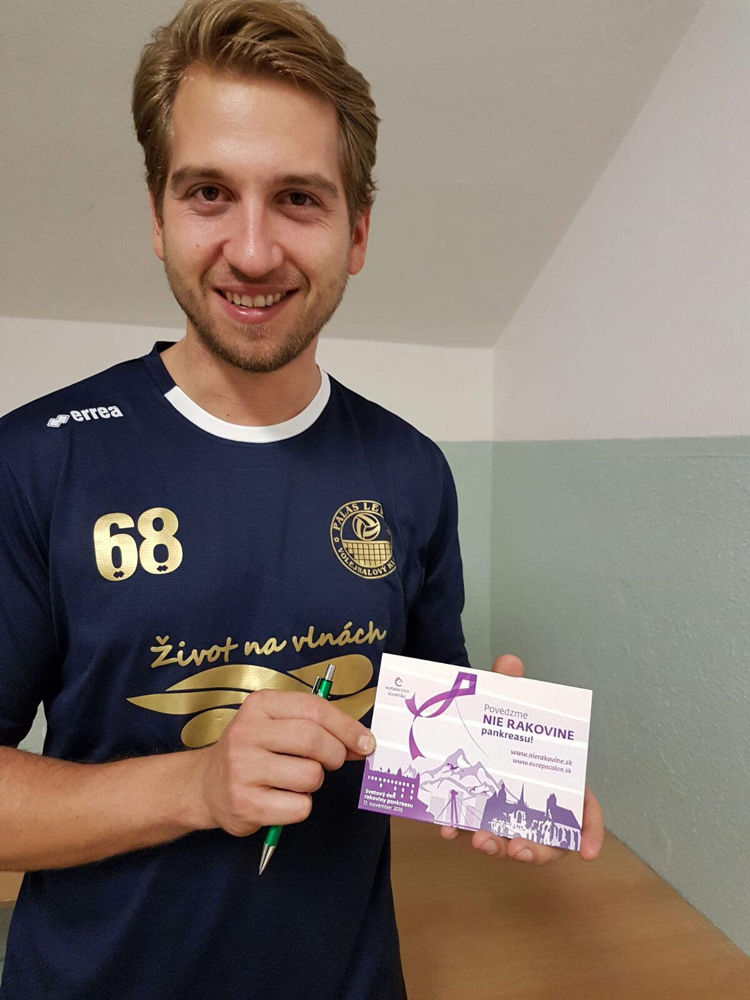 errea
68
PALAS
VOLEJBALOVÝ
Život na vlnách
europacolon
slovensko
Povedzme
NIE RAKOVINE
pankreasu!
www.nierakovine.sk
www.europacolon.sk
Svetový deň
rakoviny pankreasu
17. november 2016